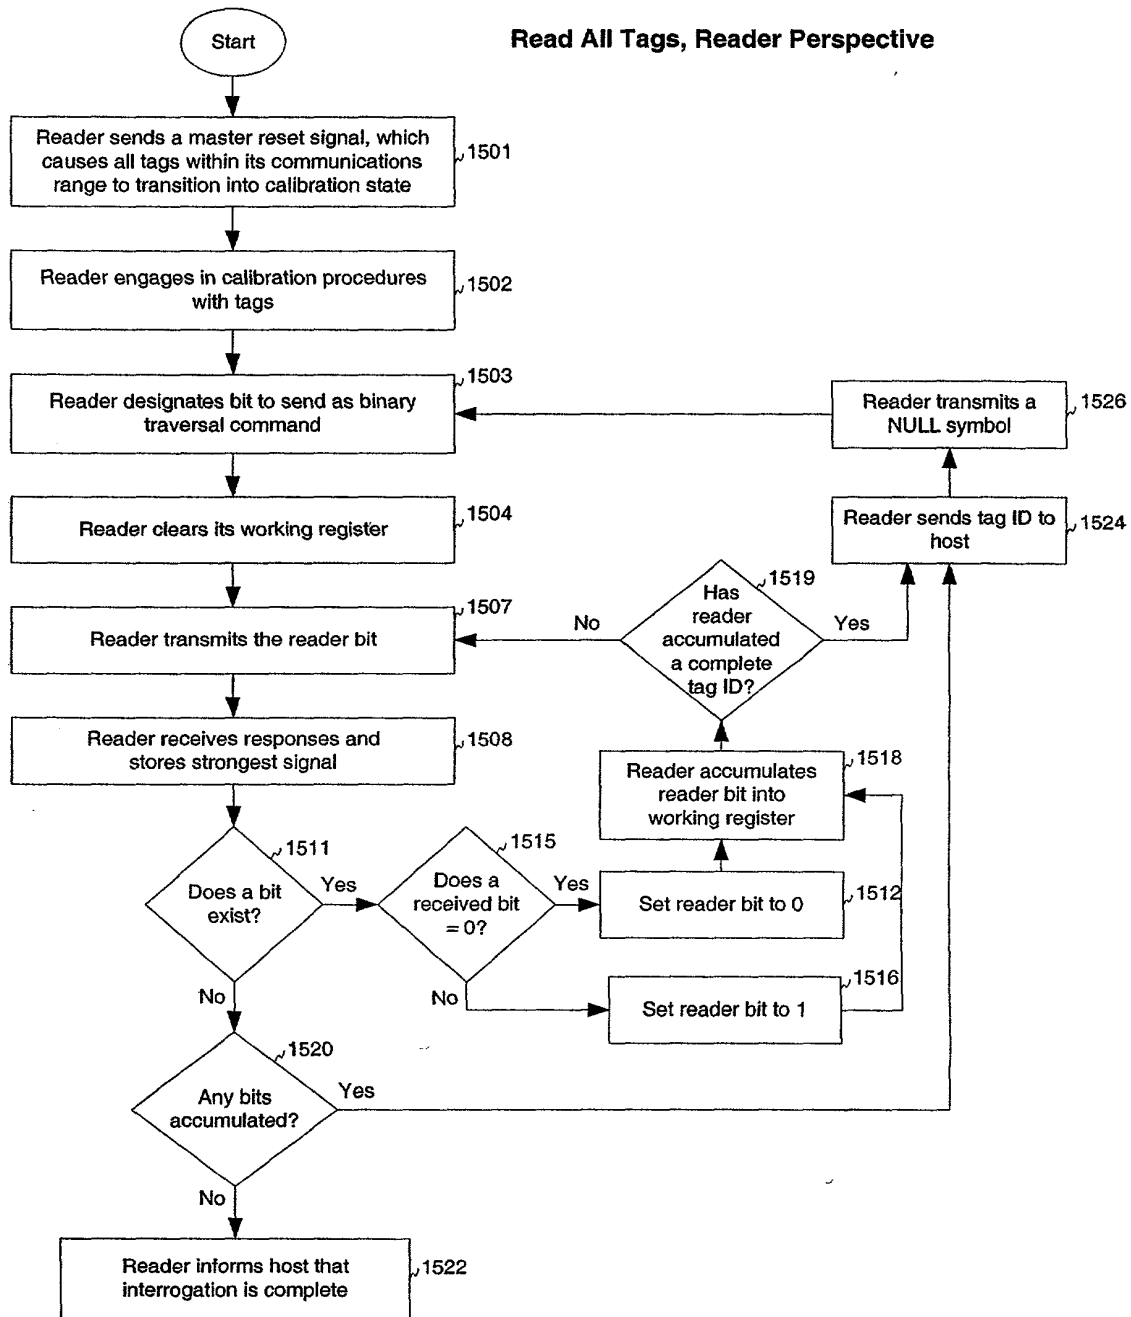 Start
Read All Tags, Reader Perspective
Reader sends a master reset signal, which
causes all tags within its communications
range to transition into calibration state
1501
Reader engages in calibration procedures
with tags
1502
Reader designates bit to send as binary
traversal command
1503
Reader transmits a
NULL symbol
1526
Reader clears its working register
1504
Reader sends tag ID to
host
1524
Reader transmits the reader bit
1507
No
Has
reader
accumulated
a complete
tag ID?
1519
Yes
Reader receives responses and
stores strongest signal
1508
Reader accumulates
reader bit into
working register
1518
Does a bit
exist?
1511
Yes
Does a
received bit
= 0?
1515
Yes
Set reader bit to 0
1512
No
No
Set reader bit to 1
1516
Any bits
accumulated?
1520
Yes
No
Reader informs host that
interrogation is complete
1522